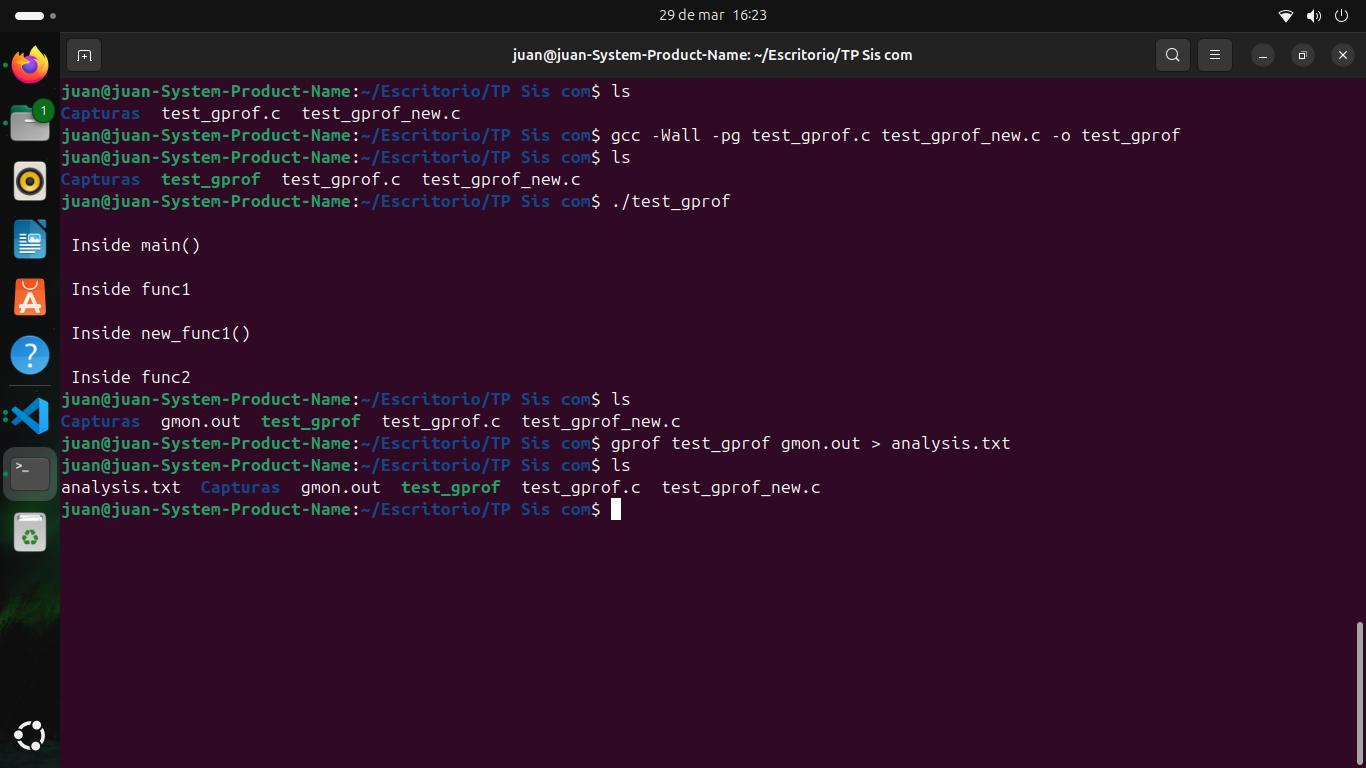 29 de mar 16:23
juan@juan-System-Product-Name: ~/Escritorio/TP Sis com
1
juan@juan-System-Product-Name:~/Escritorio/TP Sis com$ ls
Capturas test_gprof.c test_gprof_new.c
juan@juan-System-Product-Name:~/Escritorio/TP Sis com$ gcc -Wall -pg test_gprof.c test_gprof_new.c -o test_gprof
juan@juan-System-Product-Name:~/Escritorio/TP Sis com$ ls
Capturas test_gprof test_gprof.c test_gprof_new.c
juan@juan-System-Product-Name:~/Escritorio/TP Sis com$ ./test_gprof
Inside main()
Inside func1
Inside new_func1()
Inside func2
juan@juan-System-Product-Name:~/Escritorio/TP Sis com$ ls
Capturas gmon.out test_gprof test_gprof.c test_gprof_new.c
juan@juan-System-Product-Name:~/Escritorio/TP Sis com$ gprof test_gprof gmon.out > analysis.txt
juan@juan-System-Product-Name:~/Escritorio/TP Sis com$ ls
analysis.txt Capturas gmon.out test_gprof test_gprof.c test_gprof_new.c
juan@juan-System-Product-Name:~/Escritorio/TP Sis com$